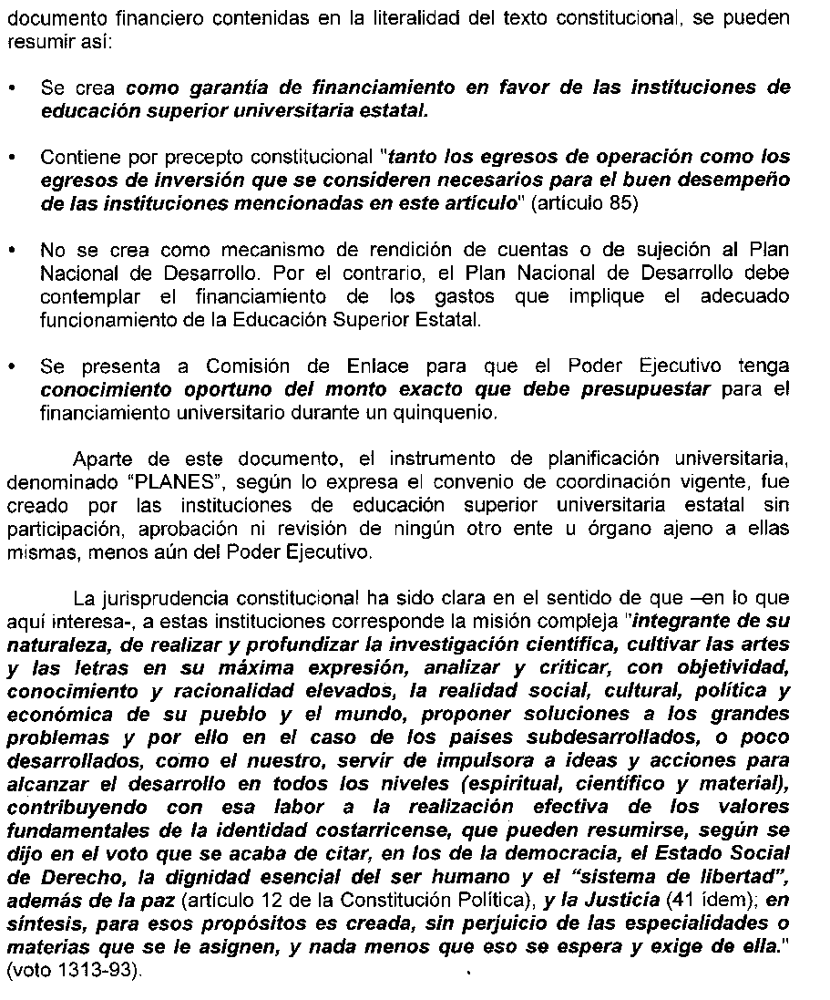 documento financiero contenidas en la literalidad del texto constitucional, se pueden
resumir así:
• Se crea como garantía de financiamiento en favor de las instituciones de
educación superior universitaria estatal.
• Contiene por precepto constitucional "tanto los egresos de operación como los
egresos de inversión que se consideren necesarios para el buen desempeño
de las instituciones mencionadas en este artículo" (artículo 85)
• No se crea como mecanismo de rendición de cuentas o de sujeción al Plan
Nacional de Desarrollo. Por el contrario, el Plan Nacional de Desarrollo debe
contemplar el financiamiento de los gastos que implique el adecuado
funcionamiento de la Educación Superior Estatal.
• Se presenta a Comisión de Enlace para que el Poder Ejecutivo tenga
conocimiento oportuno del monto exacto que debe presupuestar para el
financiamiento universitario durante un quinquenio.
Aparte de este documento, el instrumento de planificación universitaria,
denominado “PLANES”, según lo expresa el convenio de coordinación vigente, fue
creado por las instituciones de educación superior universitaria estatal sin
participación, aprobación ni revisión de ningún otro ente u órgano ajeno a ellas
mismas, menos aún del Poder Ejecutivo.
La jurisprudencia constitucional ha sido clara en el sentido de que –en lo que
aquí interesa-, a estas instituciones corresponde la misión compleja "integrante de su
naturaleza, de realizar y profundizar la investigación científica, cultivar las artes
y las letras en su máxima expresión, analizar y criticar, con objetividad,
conocimiento y racionalidad elevados, la realidad social, cultural, política y
económica de su pueblo y el mundo, proponer soluciones a los grandes
problemas y por ello en el caso de los países subdesarrollados, o poco
desarrollados, como el nuestro, servir de impulsora a ideas y acciones para
alcanzar el desarrollo en todos los niveles (espiritual, científico y material),
contribuyendo con esa labor a la realización efectiva de los valores
fundamentales de la identidad costarricense, que pueden resumirse, según se
dijo en el voto que se acaba de citar, en los de la democracia, el Estado Social
de Derecho, la dignidad esencial del ser humano y el “sistema de libertad”,
además de la paz (artículo 12 de la Constitución Política), y la Justicia (41 idem); en
síntesis, para esos propósitos es creada, sin perjuicio de las especialidades o
materias que se le asignen, y nada menos que eso se espera y exige de ella."
(voto 1313-93).